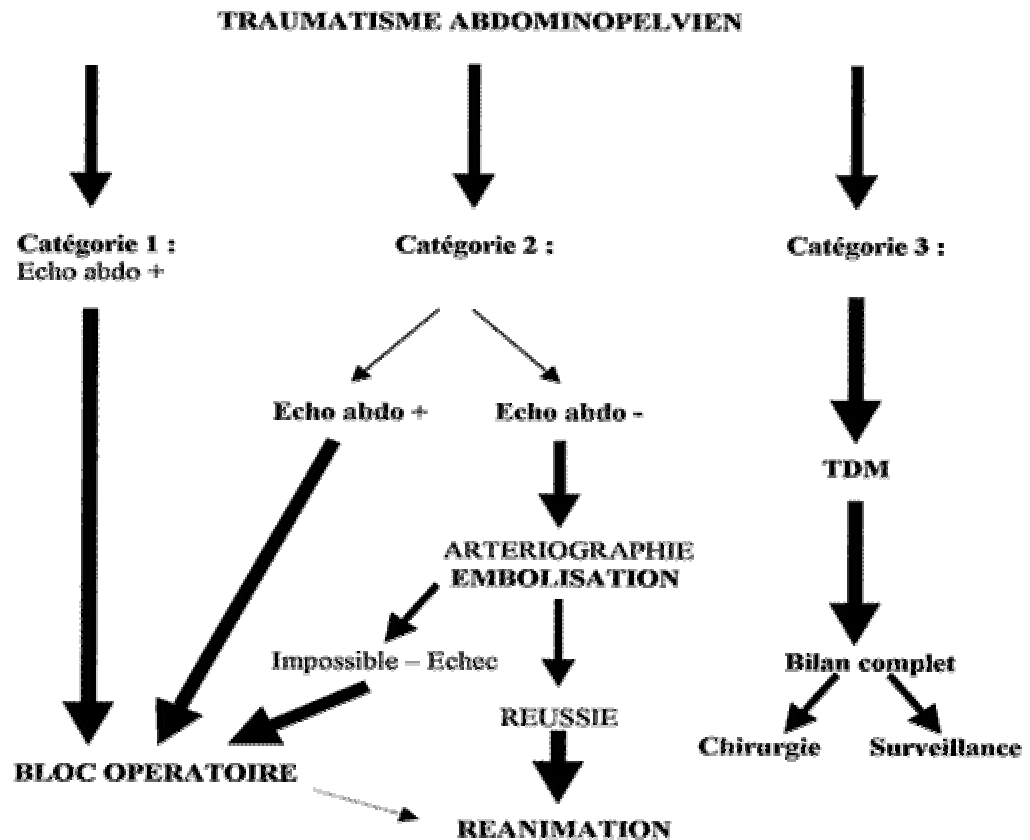 TRAUMATISME ABDOMINOPELVIEN
Catégorie 1 :
Echo abdo +
Catégorie 2 :
Catégorie 3 :
Echo abdo +
Echo abdo -
TDM
ARTERIOGRAPHIE
EMBOLISATION
Impossible – Echec
Bilan complet
REUSSIE
Chirurgie
Surveillance
BLOC OPERATOIRE
REANIMATION